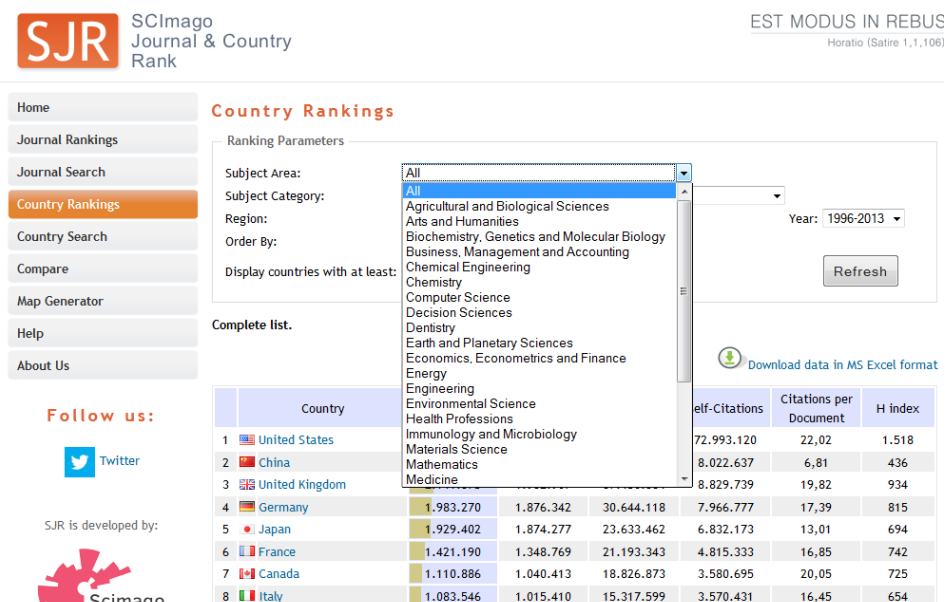 SJR
SCImago
Journal & Country
Rank
EST MODUS IN REBUS
Horatio (Satire 1,1,106)
Home
Journal Rankings
Journal Search
Country Rankings
Country Search
Compare
Map Generator
Help
About Us
Follow us:
Twitter
SJR is developed by:
Scimago
Country Rankings
Ranking Parameters
Subject Area: All
Subject Category:
Region:
Year: 1996-2013
Order By:
Display countries with at least:
Refresh
All
Agricultural and Biological Sciences
Arts and Humanities
Biochemistry, Genetics and Molecular Biology
Business, Management and Accounting
Chemical Engineering
Chemistry
Computer Science
Decision Sciences
Dentistry
Earth and Planetary Sciences
Economics, Econometrics and Finance
Energy
Engineering
Environmental Science
Health Professions
Immunology and Microbiology
Materials Science
Mathematics
Medicine
Complete list.
Download data in MS Excel format
Country elf-Citations Citations per Document H index
1 United States 72.993.120 22,02 1.518
2 China 8.022.637 6,81 436
3 United Kingdom 8.829.739 19,82 934
4 Germany 1.983.270 1.876.342 30.644.118 7.966.777 17,39 815
5 Japan 1.929.402 1.874.277 23.633.462 6.832.173 13,01 694
6 France 1.421.190 1.348.769 21.193.343 4.815.333 16,85 742
7 Canada 1.110.886 1.040.413 18.826.873 3.580.695 20,05 725
8 Italy 1.083.546 1.015.410 15.317.599 3.570.431 16,45 654